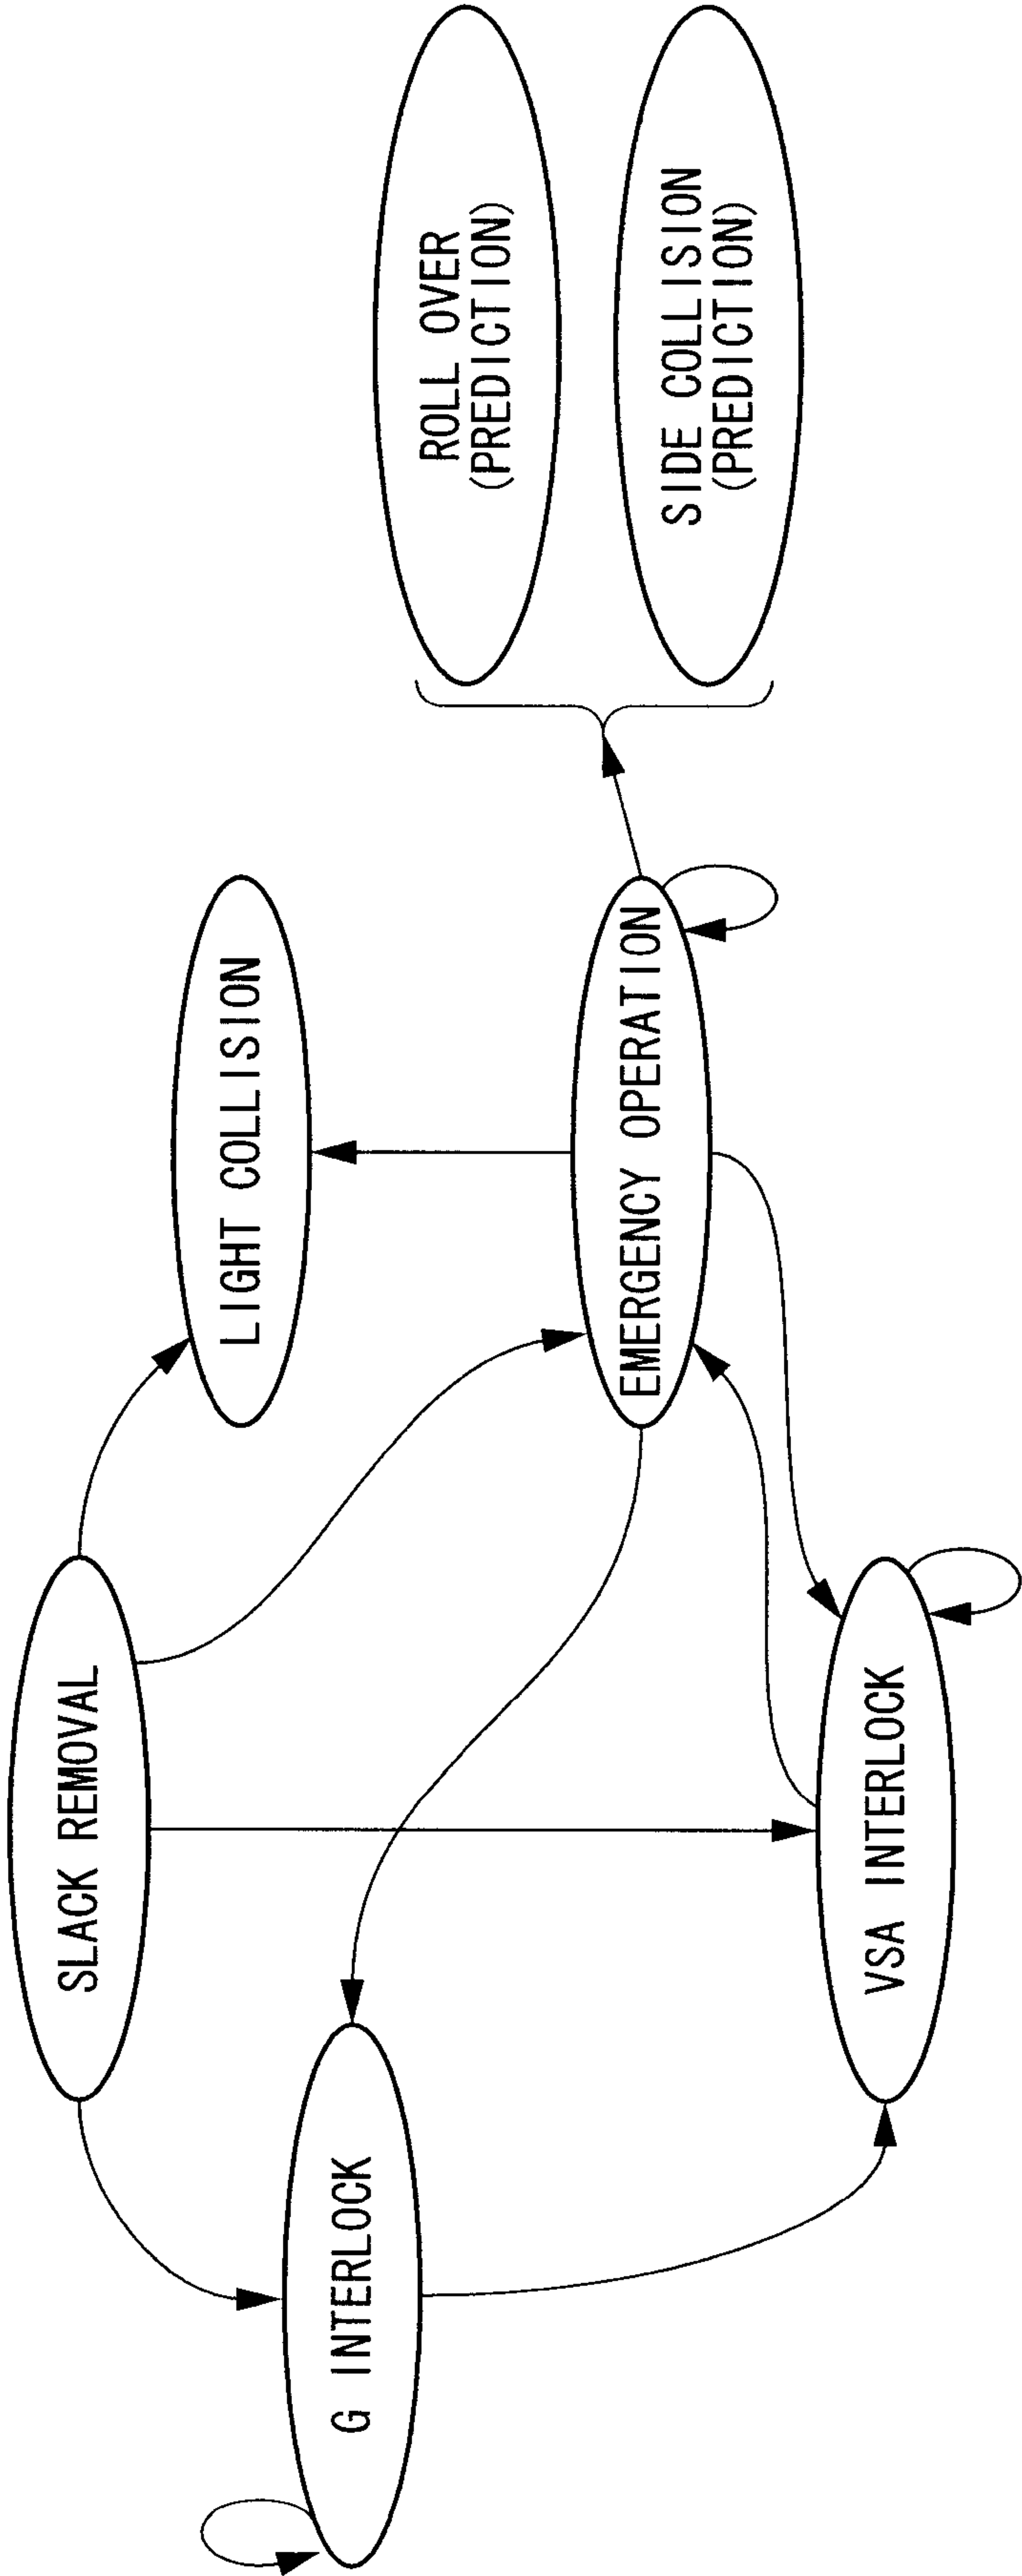 SLACK REMOVAL
G INTERLOCK
LIGHT COLLISION
VSA INTERLOCK
EMERGENCY OPERATION
ROLL OVER
(PREDICTION)
SIDE COLLISION
(PREDICTION)